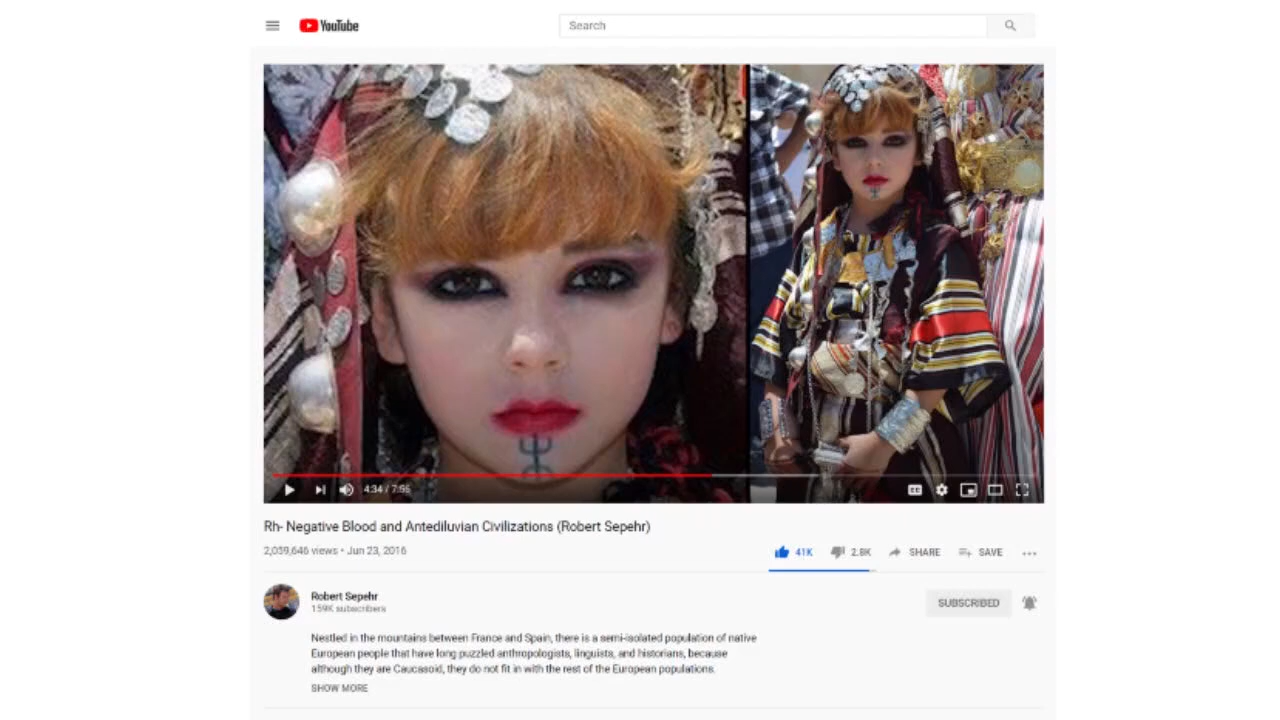 YouTube
Search
4:34 / 7:55
CC
Rh- Negative Blood and Antediluvian Civilizations (Robert Sepehr)
2,059,646 views • Jun 23, 2016
41K 2.8K SHARE SAVE
Robert Sepehr
159K subscribers
SUBSCRIBED
Nestled in the mountains between France and Spain, there is a semi-isolated population of native
European people that have long puzzled anthropologists, linguists, and historians, because
although they are Caucasoid, they do not fit in with the rest of the European populations.
SHOW MORE